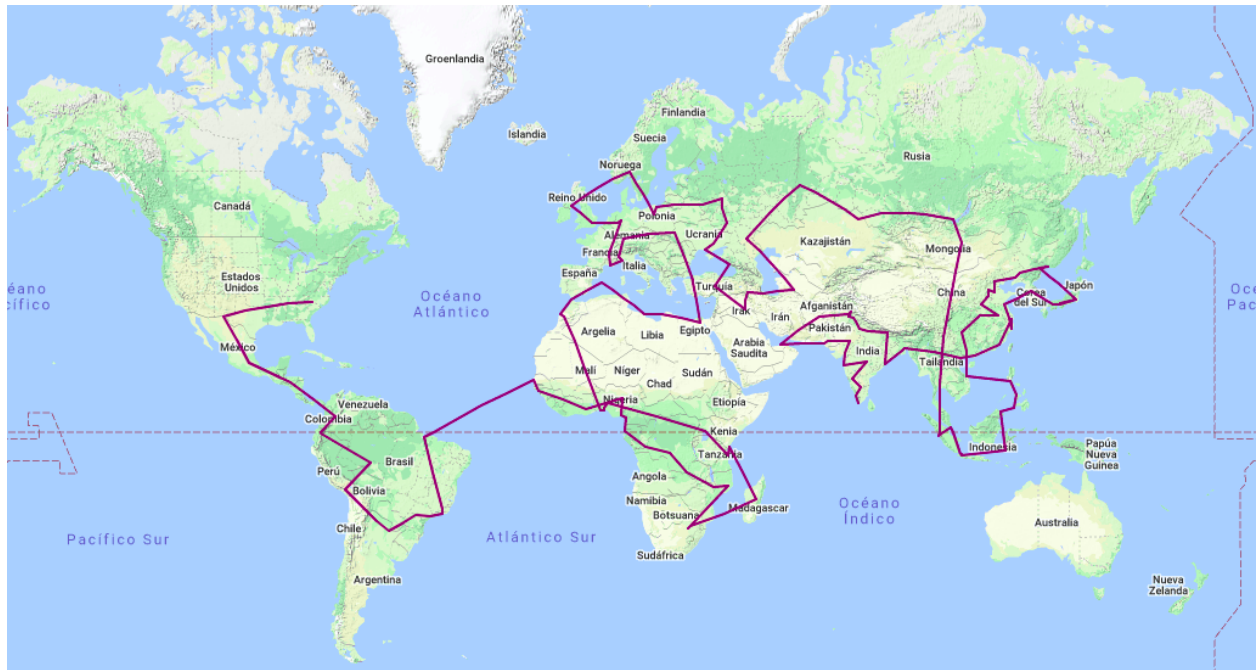 Groenlandia
Islandia
Finlandia
Suecia
Noruega
Rusia
Reino Unido
Canadá
Polonia
Alemania
Ucrania
Kazajistán
Mongolia
Francia
Italia
España
Estados
Unidos
Océano
Atlántico
Turquía
Irak
Irán
Afganistán
Pakistán
China
Corea
del Sur
Japón
éano
cífico
Océ
Pac
Argelia
Libia
Egipto
Arabia
Saudita
India
México
Malí
Níger
Chad
Sudán
Tailandia
Nigeria
Etiopía
Venezuela
Colombia
Kenia
Indonesia
Papúa
Nueva
Guinea
Perú
Brasil
Tanzania
Angola
Bolivia
Namibia
Botsuana
Madagascar
Océano
Índico
Australia
Chile
Pacífico Sur
Atlántico Sur
Sudáfrica
Argentina
Nueva
Zelanda